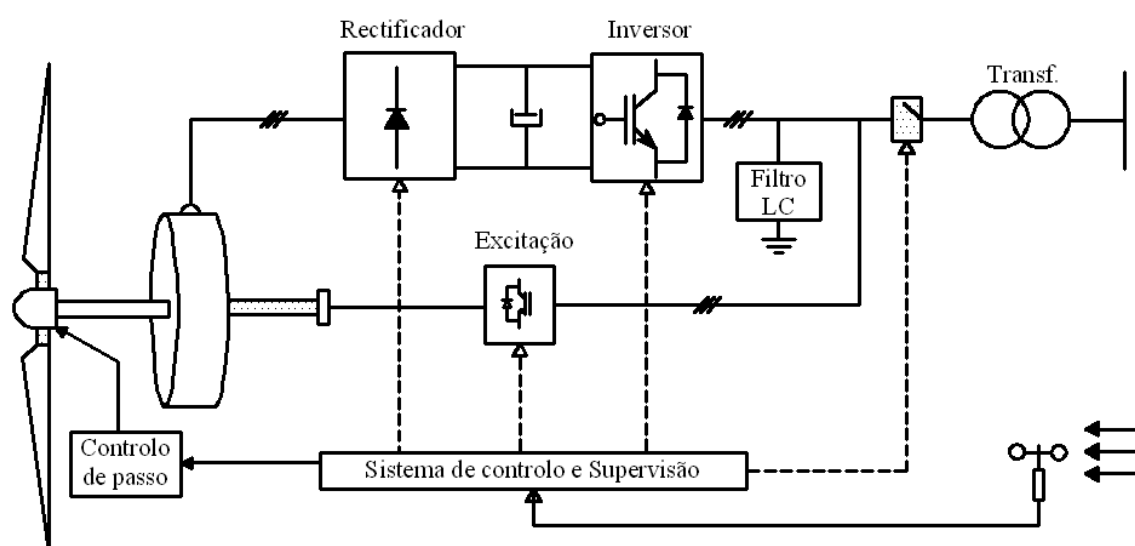 Rectificador
Inversor
Transf.
Filtro
LC
Excitação
Controlo
de passo
Sistema de controlo e Supervisão